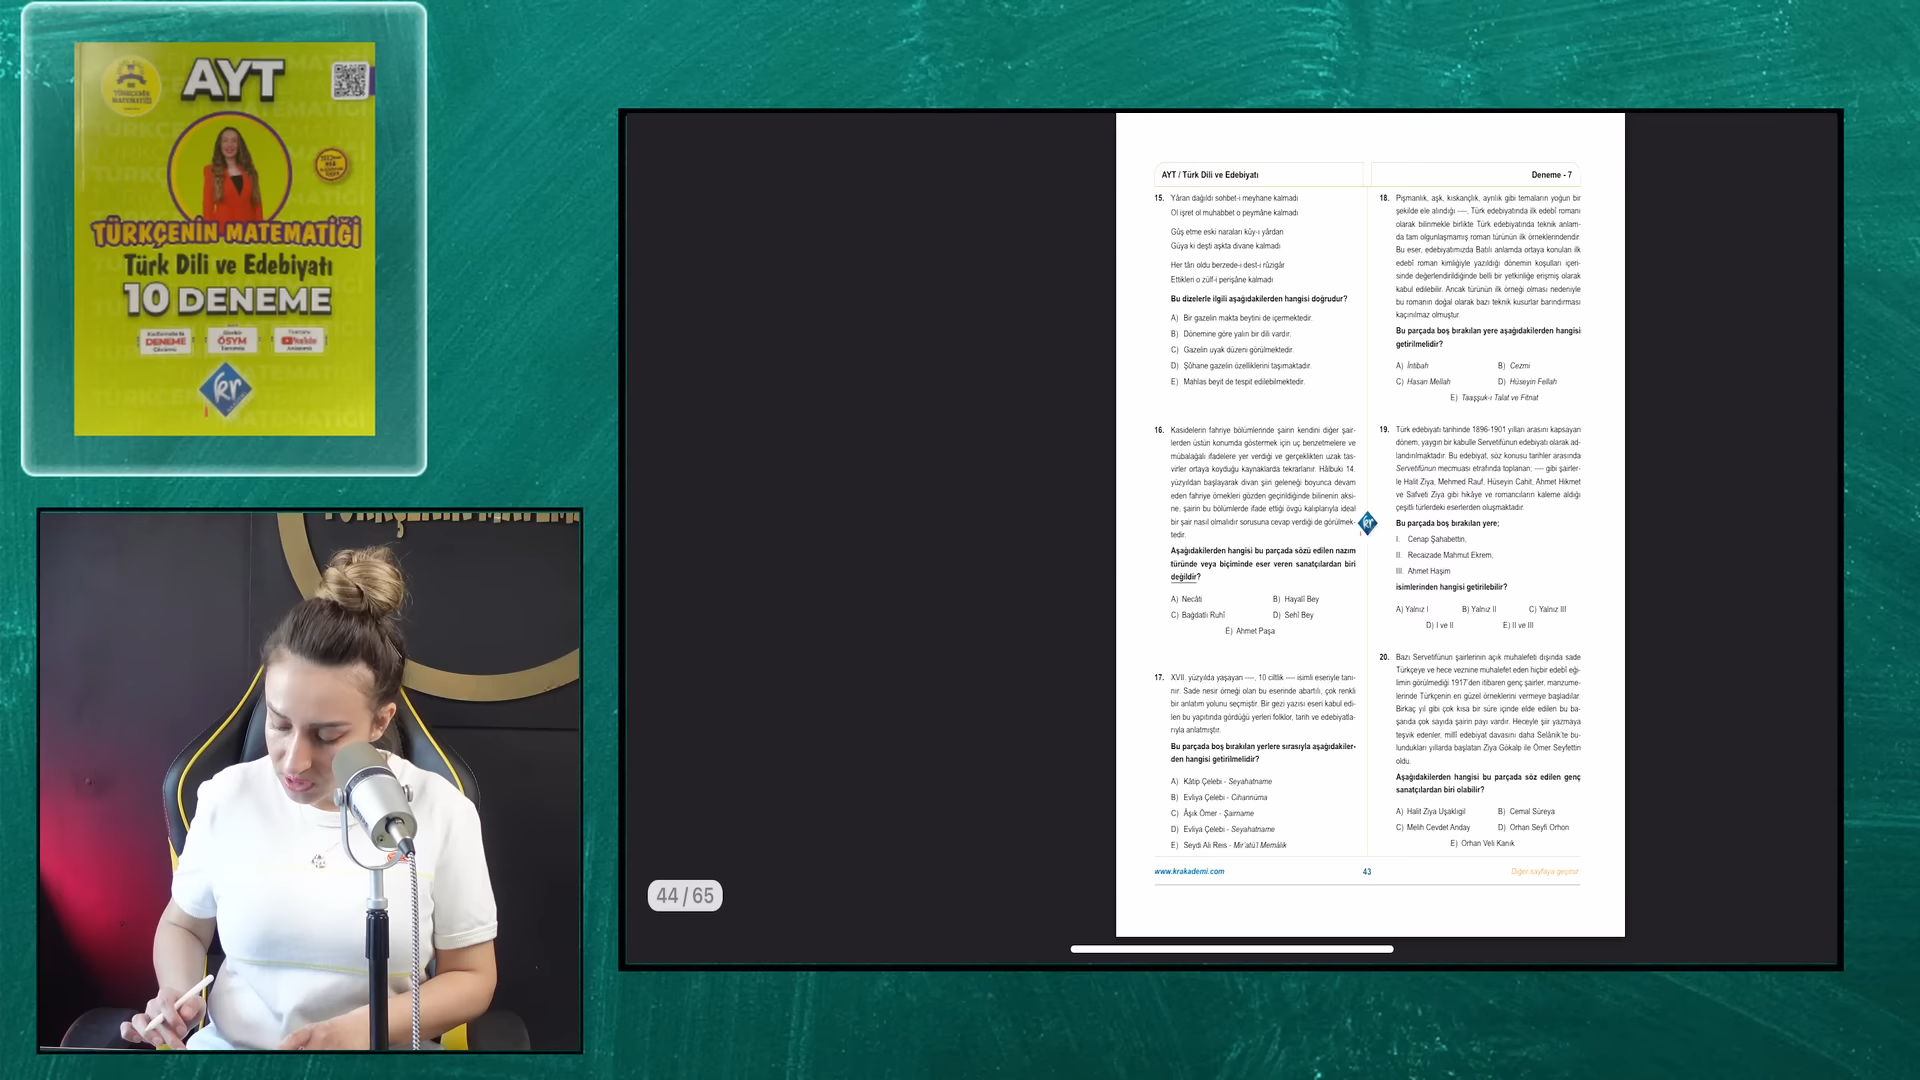 AYT
TÜRKÇENİN MATEMATİĞİ
Türk Dili ve Edebiyatı
10 DENEME
DENEME
ÖSYM
YouTube
kr
AYT / Türk Dili ve Edebiyatı
Deneme - 7
15. Yâran dağıldı sohbet-i meyhane kalmadı
Ol işret ol muhabbet o peymâne kalmadı
Gûş etme eski naraları kûy-ı yârdan
Güya ki deşti aşkta divane kalmadı
Her târı oldu berzede-i dest-i rûzigâr
Ettikleri o zülf-i perişâne kalmadı
Bu dizelerle ilgili aşağıdakilerden hangisi doğrudur?
A) Bir gazelin makta beytini de içermektedir.
B) Dönemine göre yalın bir dili vardır.
C) Gazelin uyak düzeni görülmektedir.
D) Şûhane gazelin özelliklerini taşımaktadır.
E) Mahlas beyit de tespit edilebilmektedir.
16. Kasidelerin fahriye bölümlerinde şairin kendini diğer şair-
lerden üstün konumda göstermek için uç benzetmelere ve
mübalağalı ifadelere yer verdiği ve gerçeklikten uzak tas-
virler ortaya koyduğu kaynaklarda tekrarlanır. Hâlbuki 14.
yüzyıldan başlayarak divan şiiri geleneği boyunca devam
eden fahriye örnekleri gözden geçirildiğinde bilinenin aksi-
ne, şairin bu bölümlerde ifade ettiği övgü kalıplarıyla ideal
bir şair nasıl olmalıdır sorusuna cevap verdiği de görülmek-
tedir.
Aşağıdakilerden hangisi bu parçada sözü edilen nazım
türünde veya biçiminde eser veren sanatçılardan biri
değildir?
A) Necâti
B) Hayalî Bey
C) Bağdatlı Ruhî
D) Sehî Bey
E) Ahmet Paşa
17. XVII. yüzyılda yaşayan ----, 10 ciltlik ---- isimli eseriyle tanı-
nır. Sade nesir örneği olan bu eserinde abartılı, çok renkli
bir anlatım yolunu seçmiştir. Bir gezi yazısı eseri kabul edi-
len bu yapıtında gördüğü yerleri folklor, tarih ve edebiyatla-
rıyla anlatmıştır.
Bu parçada boş bırakılan yerlere sırasıyla aşağıdakiler-
den hangisi getirilmelidir?
A) Kâtip Çelebi - Seyahatname
B) Evliya Çelebi - Cihannüma
C) Âşık Ömer - Şairname
D) Evliya Çelebi - Seyahatname
E) Seydi Ali Reis - Mir'atü'l Memâlik
18. Pişmanlık, aşk, kıskançlık, ayrılık gibi temaların yoğun bir
şekilde ele alındığı ----, Türk edebiyatında ilk edebî romanı
olarak bilinmekle birlikte Türk edebiyatında teknik anlam-
da tam olgunlaşmamış roman türünün ilk örneklerindendir.
Bu eser, edebiyatımızda Batılı anlamda ortaya konulan ilk
edebî roman kimliğiyle yazıldığı dönemin koşulları içeri-
sinde değerlendirildiğinde belli bir yetkinliğe erişmiş olarak
kabul edilebilir. Ancak türünün ilk örneği olması nedeniyle
bu romanın doğal olarak bazı teknik kusurlar barındırması
kaçınılmaz olmuştur.
Bu parçada boş bırakılan yere aşağıdakilerden hangisi
getirilmelidir?
A) İntibah
B) Cezmi
C) Hasan Mellah
D) Hüseyin Fellah
E) Taaşşuk-ı Talat ve Fitnat
19. Türk edebiyatı tarihinde 1896-1901 yılları arasını kapsayan
dönem, yaygın bir kabulle Servetifünun edebiyatı olarak ad-
landırılmaktadır. Bu edebiyat, söz konusu tarihler arasında
Servetifünun mecmuası etrafında toplanan; ---- gibi şairler-
le Halit Ziya, Mehmed Rauf, Hüseyin Cahit, Ahmet Hikmet
ve Safveti Ziya gibi hikâye ve romancıların kaleme aldığı
çeşitli türlerdeki eserlerden oluşmaktadır.
Bu parçada boş bırakılan yere;
I. Cenap Şahabettin,
II. Recaizade Mahmut Ekrem,
III. Ahmet Haşim
isimlerinden hangisi getirilebilir?
A) Yalnız I
B) Yalnız II
C) Yalnız III
D) I ve II
E) II ve III
20. Bazı Servetifünun şairlerinin açık muhalefeti dışında sade
Türkçeye ve hece veznine muhalefet eden hiçbir edebî eği-
limin görülmediği 1917'den itibaren genç şairler, manzume-
lerinde Türkçenin en güzel örneklerini vermeye başladılar.
Birkaç yıl gibi çok kısa bir süre içinde elde edilen bu ba-
şarıda çok sayıda şairin payı vardır. Heceyle şiir yazmaya
teşvik edenler, millî edebiyat davasını daha Selânik'te bu-
lundukları yıllarda başlatan Ziya Gökalp ile Ömer Seyfettin
oldu.
Aşağıdakilerden hangisi bu parçada söz edilen genç
sanatçılardan biri olabilir?
A) Halit Ziya Uşaklıgil
B) Cemal Süreya
C) Melih Cevdet Anday
D) Orhan Seyfi Orhon
E) Orhan Veli Kanık
www.krakademi.com
43
Diğer sayfaya geçiniz.
44 / 65